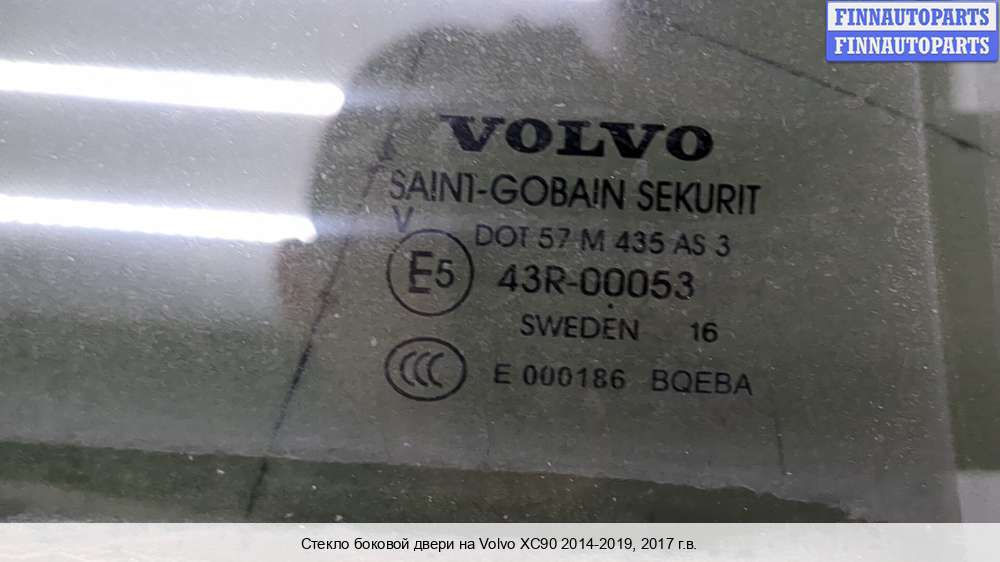 FINNAUTOPARTS
FINNAUTOPARTS
VOLVO
SAINT-GOBAIN SEKURIT
V
DOT 57 M 435 AS 3
E5 43R-00053
SWEDEN 16
CCC E 000186 BQEBA
Стекло боковой двери на Volvo XC90 2014-2019, 2017 г.в.